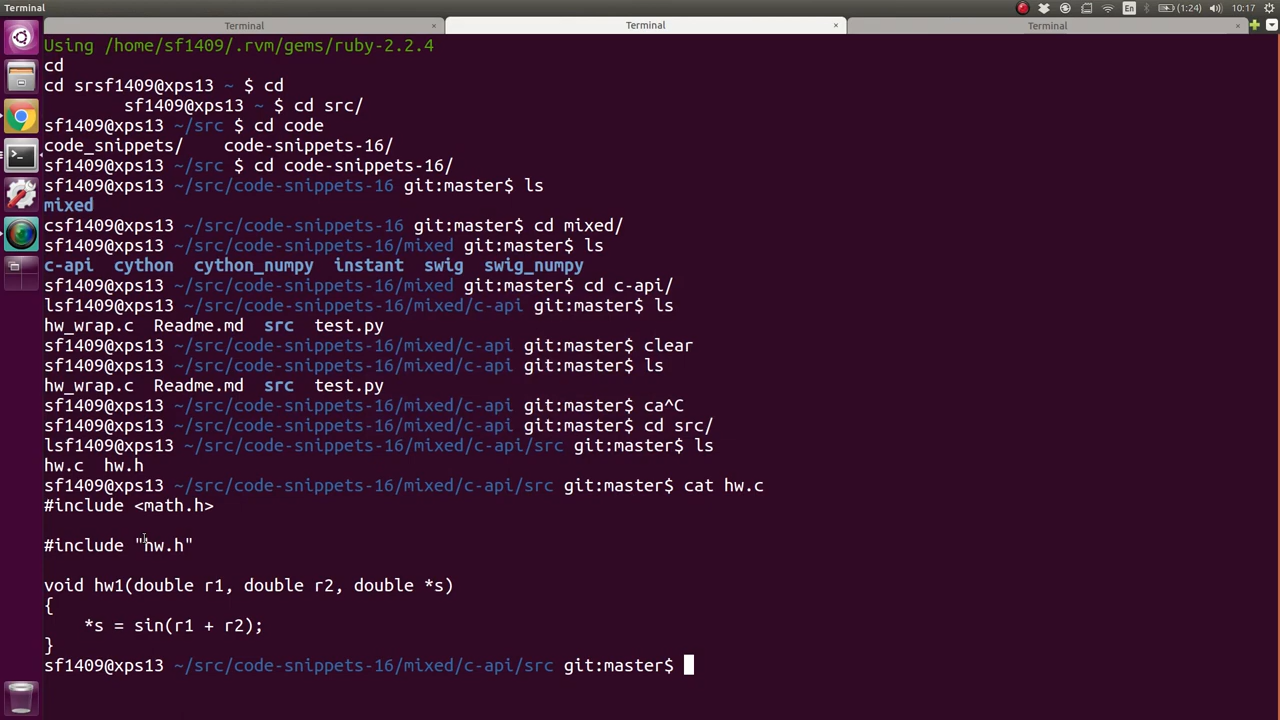 Terminal
En
(1:24)
10:17
Terminal × Terminal × Terminal ×
Using /home/sf1409/.rvm/gems/ruby-2.2.4
cd
cd srsf1409@xps13 ~ $ cd
sf1409@xps13 ~ $ cd src/
sf1409@xps13 ~/src $ cd code
code_snippets/ code-snippets-16/
sf1409@xps13 ~/src $ cd code-snippets-16/
sf1409@xps13 ~/src/code-snippets-16 git:master$ ls
mixed
csf1409@xps13 ~/src/code-snippets-16 git:master$ cd mixed/
sf1409@xps13 ~/src/code-snippets-16/mixed git:master$ ls
c-api cython cython_numpy instant swig swig_numpy
sf1409@xps13 ~/src/code-snippets-16/mixed git:master$ cd c-api/
lsf1409@xps13 ~/src/code-snippets-16/mixed/c-api git:master$ ls
hw_wrap.c Readme.md src test.py
sf1409@xps13 ~/src/code-snippets-16/mixed/c-api git:master$ clear
sf1409@xps13 ~/src/code-snippets-16/mixed/c-api git:master$ ls
hw_wrap.c Readme.md src test.py
sf1409@xps13 ~/src/code-snippets-16/mixed/c-api git:master$ ca^C
sf1409@xps13 ~/src/code-snippets-16/mixed/c-api git:master$ cd src/
lsf1409@xps13 ~/src/code-snippets-16/mixed/c-api/src git:master$ ls
hw.c hw.h
sf1409@xps13 ~/src/code-snippets-16/mixed/c-api/src git:master$ cat hw.c
#include <math.h>
#include "hw.h"
void hw1(double r1, double r2, double *s)
{
*s = sin(r1 + r2);
}
sf1409@xps13 ~/src/code-snippets-16/mixed/c-api/src git:master$